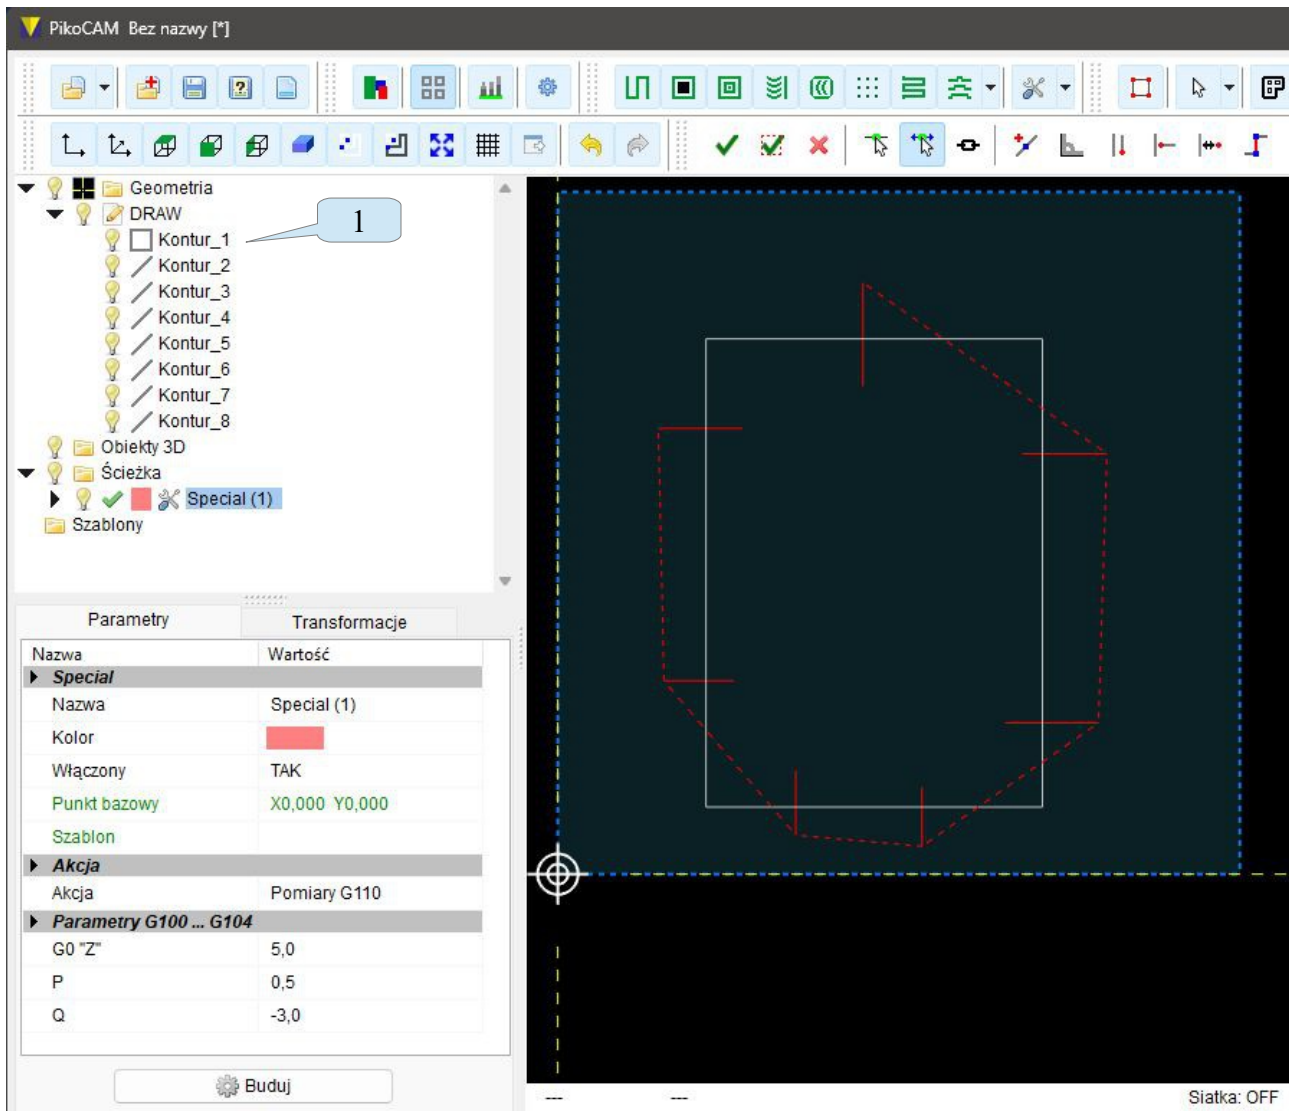 PikoCAM Bez nazwy [*]
Geometria
DRAW
1
Kontur_1
Kontur_2
Kontur_3
Kontur_4
Kontur_5
Kontur_6
Kontur_7
Kontur_8
Obiekty 3D
Ścieżka
Special (1)
Szablony
Parametry Transformacje
Nazwa Wartość
Special
Nazwa Special (1)
Kolor
Włączony TAK
Punkt bazowy X0,000 Y0,000
Szablon
Akcja
Akcja Pomiary G110
Parametry G100 ... G104
G0 "Z" 5,0
P 0,5
Q -3,0
Buduj
--- --- Siatka: OFF